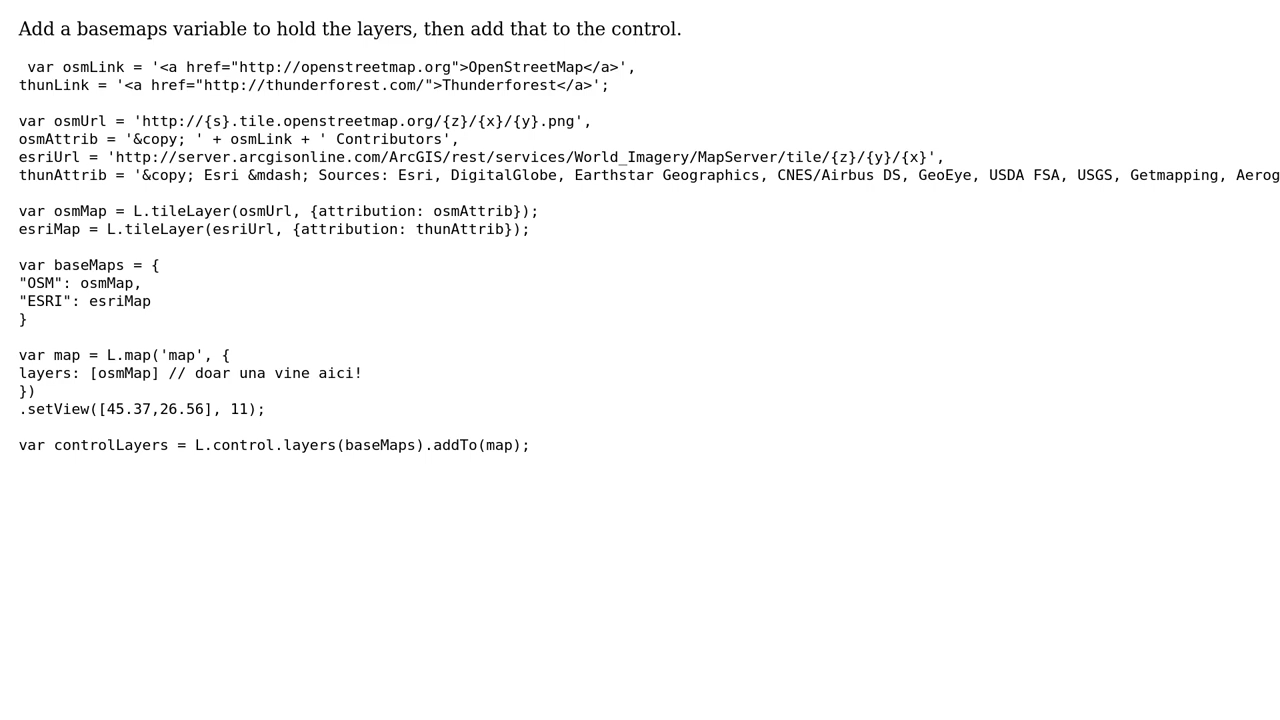 Add a basemaps variable to hold the layers, then add that to the control.
var osmLink = '<a href="http://openstreetmap.org">OpenStreetMap</a>',
thunLink = '<a href="http://thunderforest.com/">Thunderforest</a>';
var osmUrl = 'http://{s}.tile.openstreetmap.org/{z}/{x}/{y}.png',
osmAttrib = '&copy; ' + osmLink + ' Contributors',
esriUrl = 'http://server.arcgisonline.com/ArcGIS/rest/services/World_Imagery/MapServer/tile/{z}/{y}/{x}',
thunAttrib = '&copy; Esri &mdash; Sources: Esri, DigitalGlobe, Earthstar Geographics, CNES/Airbus DS, GeoEye, USDA FSA, USGS, Getmapping, Aerog
var osmMap = L.tileLayer(osmUrl, {attribution: osmAttrib});
esriMap = L.tileLayer(esriUrl, {attribution: thunAttrib});
var baseMaps = {
"OSM": osmMap,
"ESRI": esriMap
}
var map = L.map('map', {
layers: [osmMap] // doar una vine aici!
})
.setView([45.37,26.56], 11);
var controlLayers = L.control.layers(baseMaps).addTo(map);